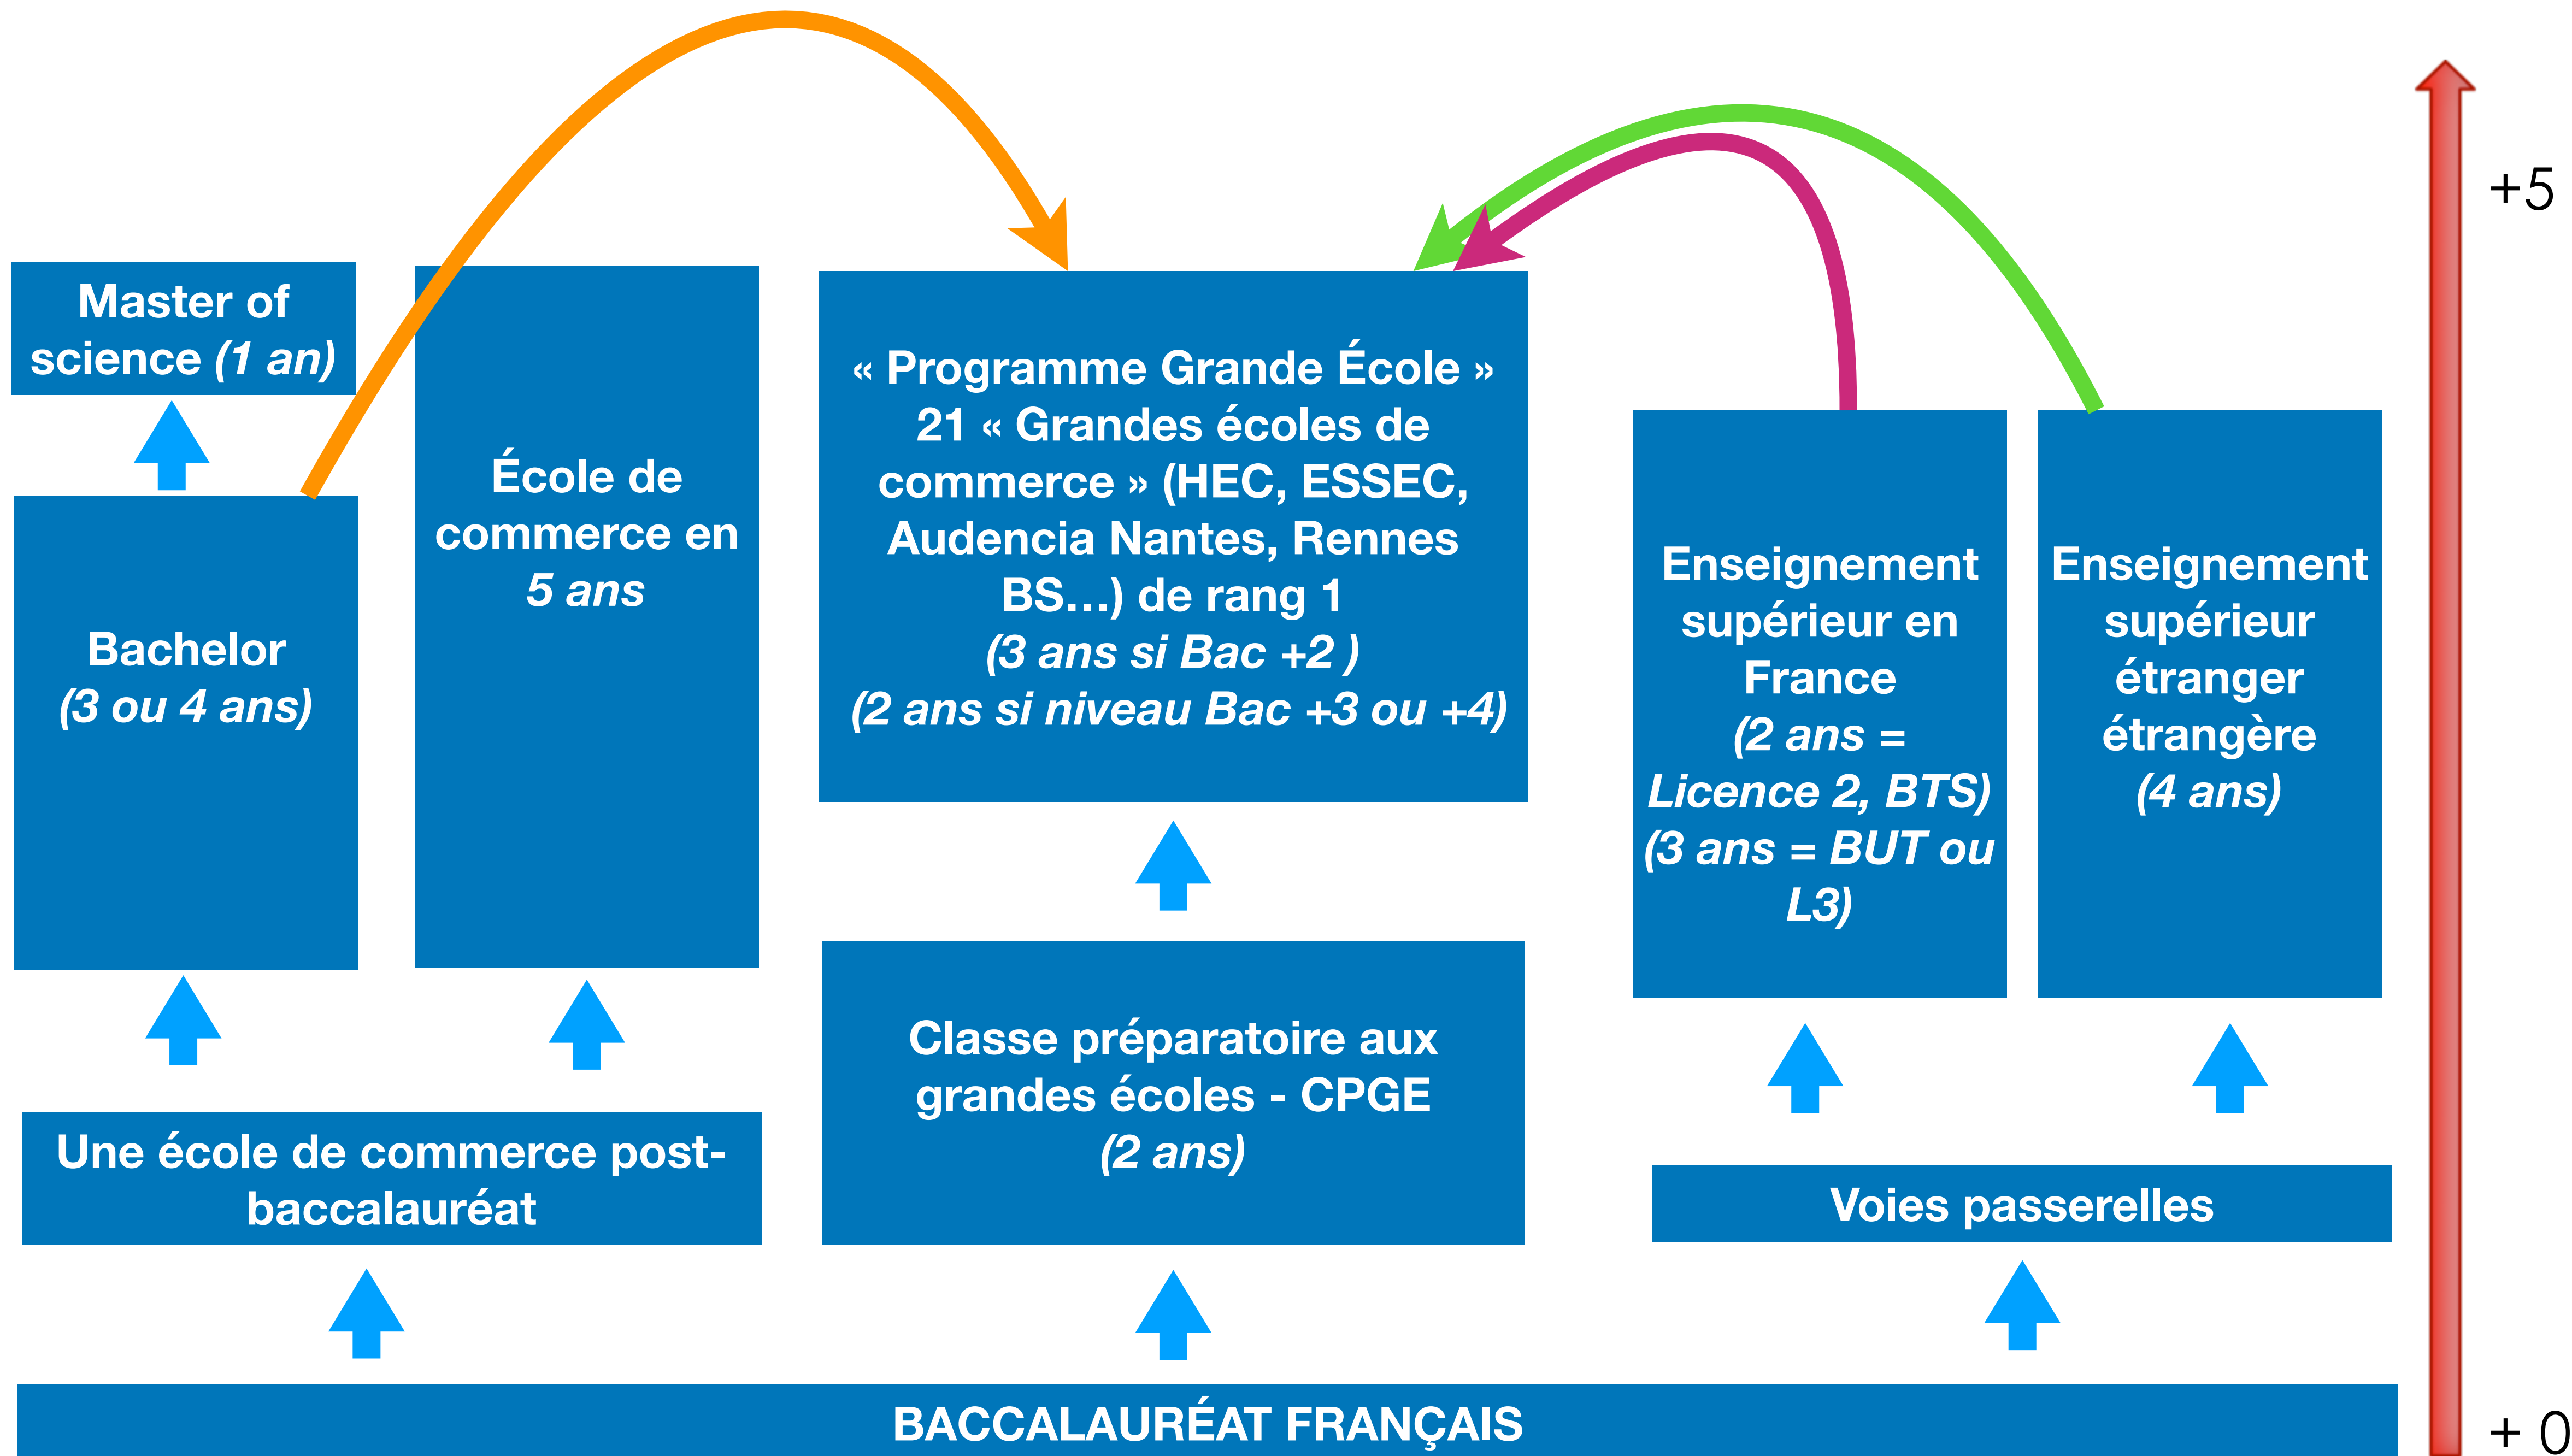 +5
Master of
science (1 an)
Bachelor
(3 ou 4 ans)
École de
commerce en
5 ans
« Programme Grande École »
21 « Grandes écoles de
commerce » (HEC, ESSEC,
Audencia Nantes, Rennes
BS...) de rang 1
(3 ans si Bac +2 )
(2 ans si niveau Bac +3 ou +4)
Enseignement
supérieur en
France
(2 ans =
Licence 2, BTS)
(3 ans = BUT ou
L3)
Enseignement
supérieur
étranger
étrangère
(4 ans)
Une école de commerce post-
baccalauréat
Classe préparatoire aux
grandes écoles - CPGE
(2 ans)
Voies passerelles
BACCALAURÉAT FRANÇAIS
+ 0